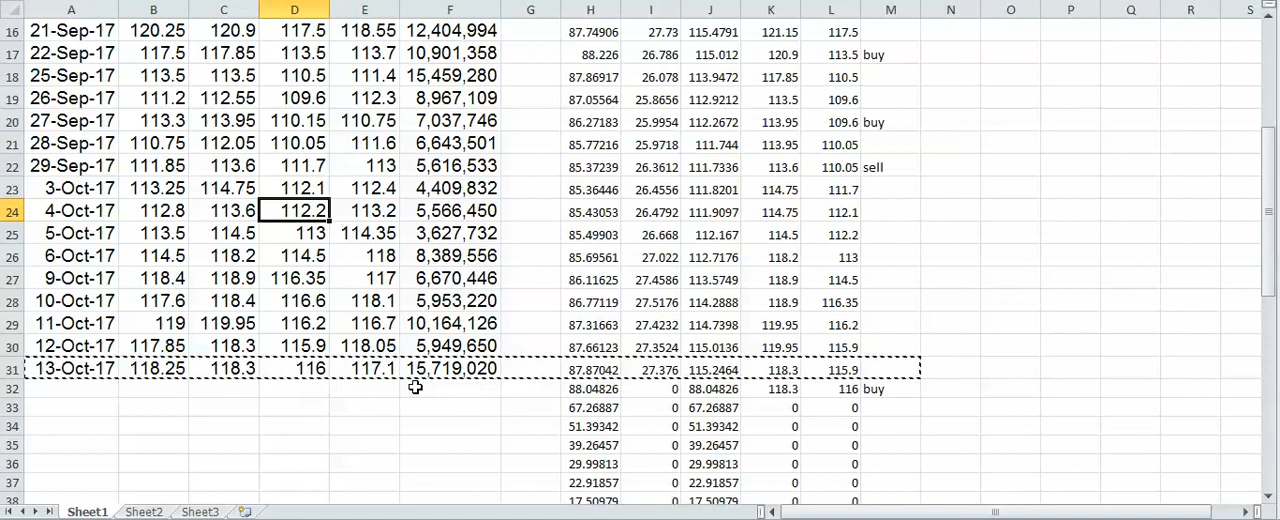 A B C D E F G H I J K L M N O P Q R S
16 21-Sep-17 120.25 120.9 117.5 118.55 12,404,994 87.74906 27.73 115.4791 121.15 117.5
17 22-Sep-17 117.5 117.85 113.5 113.7 10,901,358 88.226 26.786 115.012 120.9 113.5 buy
18 25-Sep-17 113.5 113.5 110.5 111.4 15,459,280 87.86917 26.078 113.9472 117.85 110.5
19 26-Sep-17 111.2 112.55 109.6 112.3 8,967,109 87.05564 25.8656 112.9212 113.5 109.6
20 27-Sep-17 113.3 113.95 110.15 110.75 7,037,746 86.27183 25.9954 112.2672 113.95 109.6 buy
21 28-Sep-17 110.75 112.05 110.05 111.6 6,643,501 85.77216 25.9718 111.744 113.95 110.05
22 29-Sep-17 111.85 113.6 111.7 113 5,616,533 85.37239 26.3612 111.7336 113.6 110.05 sell
23 3-Oct-17 113.25 114.75 112.1 112.4 4,409,832 85.36446 26.4556 111.8201 114.75 111.7
24 4-Oct-17 112.8 113.6 112.2 113.2 5,566,450 85.43053 26.4792 111.9097 114.75 112.1
25 5-Oct-17 113.5 114.5 113 114.35 3,627,732 85.49903 26.668 112.167 114.5 112.2
26 6-Oct-17 114.5 118.2 114.5 118 8,389,556 85.69561 27.022 112.7176 118.2 113
27 9-Oct-17 118.4 118.9 116.35 117 6,670,446 86.11625 27.4586 113.5749 118.9 114.5
28 10-Oct-17 117.6 118.4 116.6 118.1 5,953,220 86.77119 27.5176 114.2888 118.9 116.35
29 11-Oct-17 119 119.95 116.2 116.7 10,164,126 87.31663 27.4232 114.7398 119.95 116.2
30 12-Oct-17 117.85 118.3 115.9 118.05 5,949,650 87.66123 27.3524 115.0136 119.95 115.9
31 13-Oct-17 118.25 118.3 116 117.1 15,719,020 87.87042 27.376 115.2464 118.3 115.9
32 88.04826 0 88.04826 118.3 116 buy
33 67.26887 0 67.26887 0 0
34 51.39342 0 51.39342 0 0
35 39.26457 0 39.26457 0 0
36 29.99813 0 29.99813 0 0
37 22.91857 0 22.91857 0 0
38 17.50979 0 17.50979 0 0
Sheet1 Sheet2 Sheet3